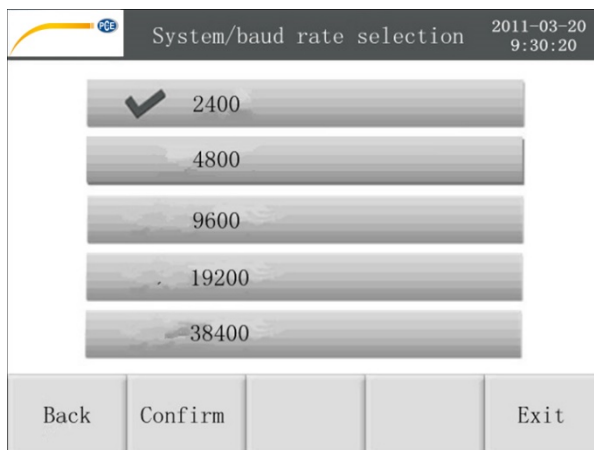 PCE
System/baud rate selection
2011-03-20
9:30:20
2400
4800
9600
19200
38400
Back
Confirm
Exit